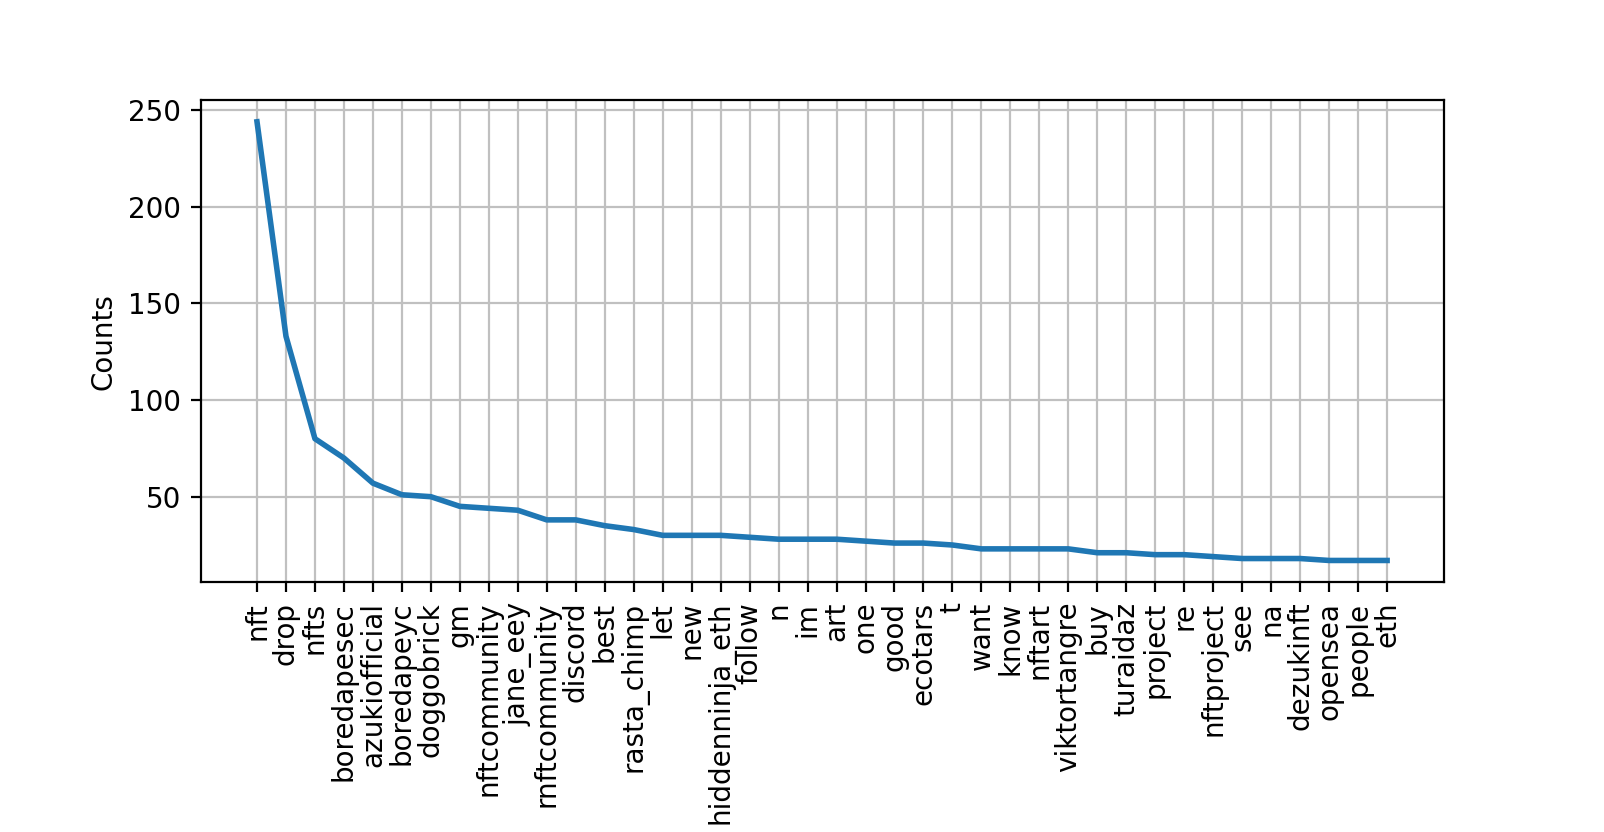 250
200
150
100
50
Counts
nft
drop
nfts
boredapesec
azukiofficial
boredapeyc
doggobrick
gm
nftcommunity
jane_eey
rnftcommunity
discord
best
rasta_chimp
let
new
hiddenninja_eth
follow
n
im
art
one
good
ecotars
t
want
know
nftart
viktortangre
buy
turaidaz
project
re
nftproject
see
na
dezukinft
opensea
people
eth